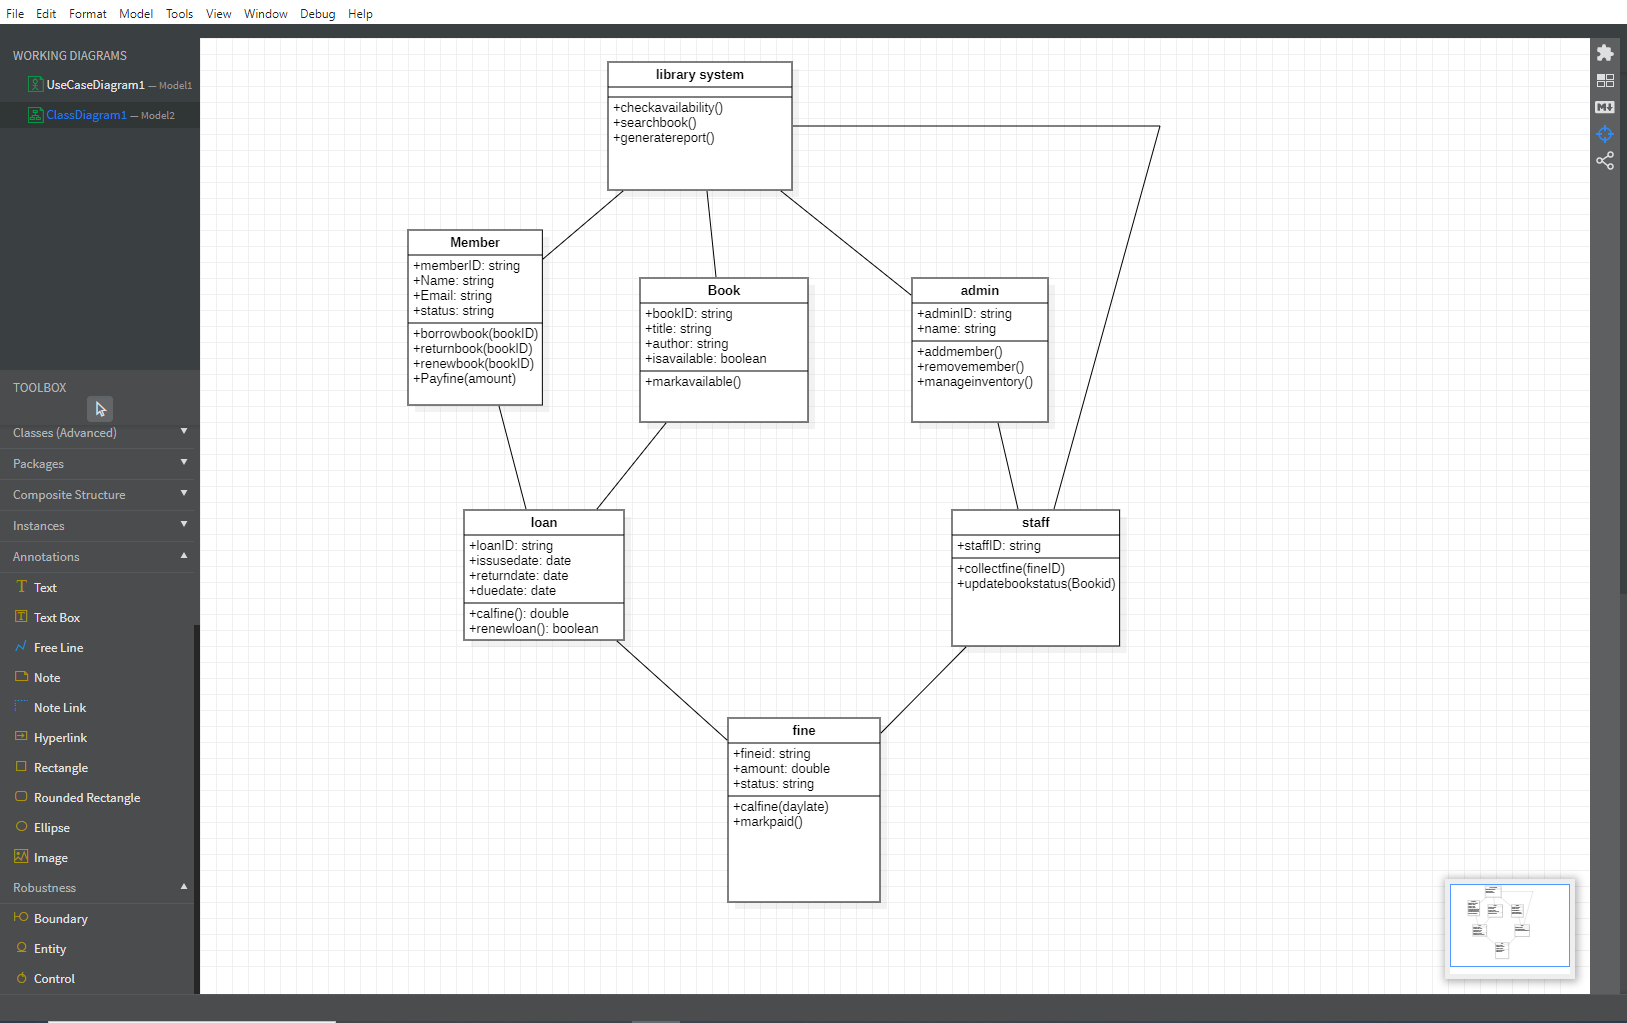 File Edit Format Model Tools View Window Debug Help
WORKING DIAGRAMS
UseCaseDiagram1 — Model1
ClassDiagram1 — Model2
TOOLBOX
Classes (Advanced)
Packages
Composite Structure
Instances
Annotations
Text
Text Box
Free Line
Note
Note Link
Hyperlink
Rectangle
Rounded Rectangle
Ellipse
Image
Robustness
Boundary
Entity
Control
library system
+checkavailability()
+searchbook()
+generatereport()
Member
+memberID: string
+Name: string
+Email: string
+status: string
+borrowbook(bookID)
+returnbook(bookID)
+renewbook(bookID)
+Payfine(amount)
Book
+bookID: string
+title: string
+author: string
+isavailable: boolean
+markavailable()
admin
+adminID: string
+name: string
+addmember()
+removemember()
+manageinventory()
loan
+loanID: string
+issusedate: date
+returndate: date
+duedate: date
+calfine(): double
+renewloan(): boolean
staff
+staffID: string
+collectfine(fineID)
+updatebookstatus(Bookid)
fine
+fineid: string
+amount: double
+status: string
+calfine(daylate)
+markpaid()
M